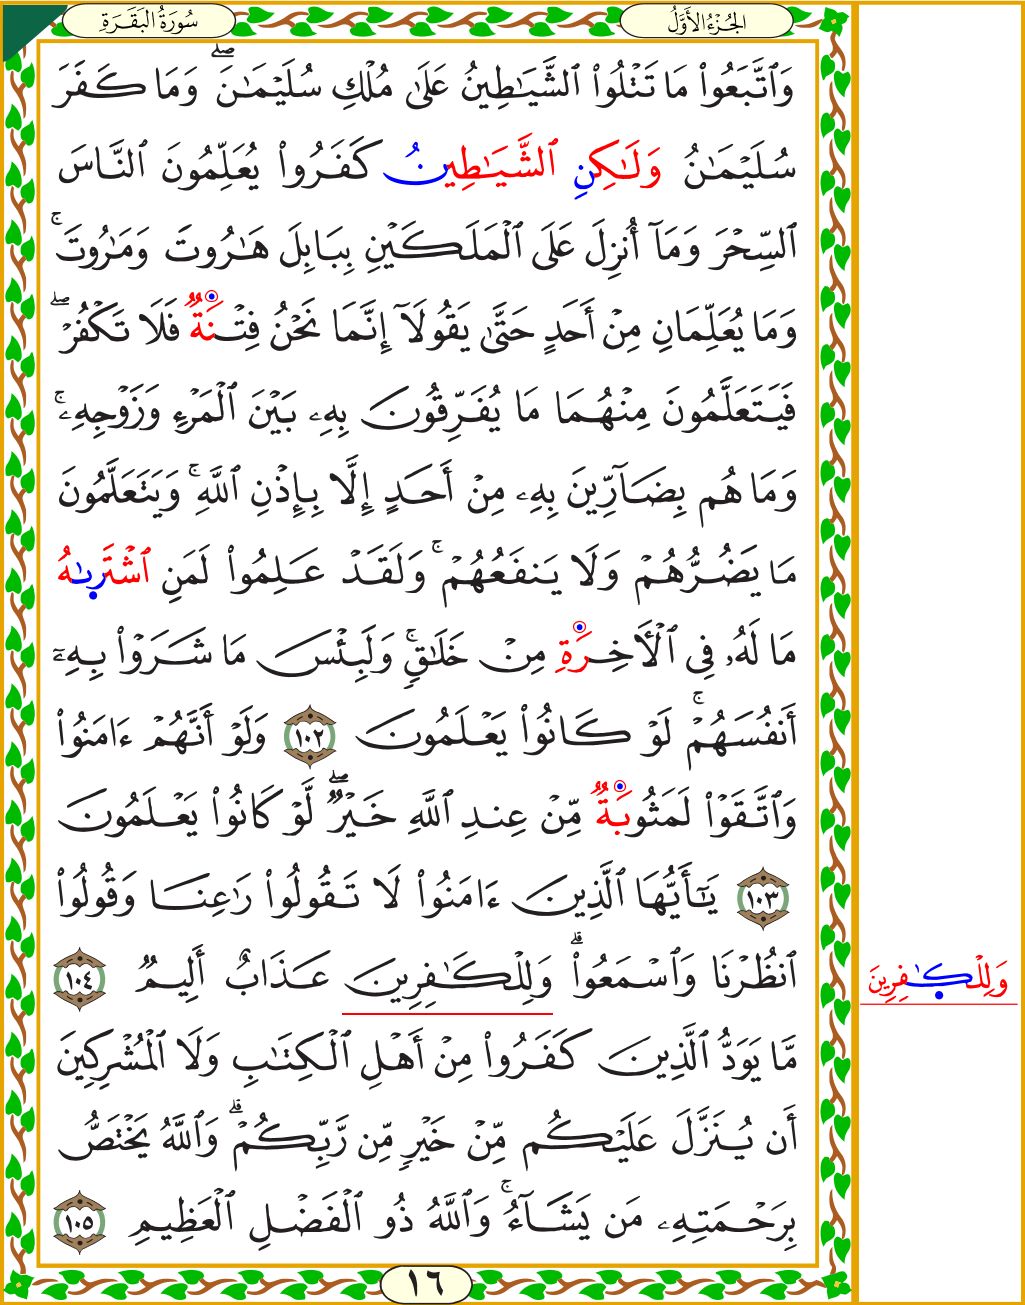 الجُزْءُ الأَوَّلُ
سُورَةُ البَقَرَةِ
وَٱتَّبَعُواْ مَا تَتْلُواْ ٱلشَّيَـٰطِينُ عَلَىٰ مُلْكِ سُلَيْمَـٰنَۖ وَمَا كَفَرَ
سُلَيْمَـٰنُ وَلَـٰكِنِ ٱلشَّيَـٰطِينُ كَفَرُواْ يُعَلِّمُونَ ٱلنَّاسَ
ٱلسِّحْرَ وَمَآ أُنزِلَ عَلَى ٱلْمَلَكَيْنِ بِبَابِلَ هَـٰرُوتَ وَمَـٰرُوتَۚ
وَمَا يُعَلِّمَانِ مِنْ أَحَدٍ حَتَّىٰ يَقُولَآ إِنَّمَا نَحْنُ فِتْنَةٌ فَلَا تَكْفُرْۖ
فَيَتَعَلَّمُونَ مِنْهُمَا مَا يُفَرِّقُونَ بِهِۦ بَيْنَ ٱلْمَرْءِ وَزَوْجِهِۦۚ
وَمَا هُم بِضَآرِّينَ بِهِۦ مِنْ أَحَدٍ إِلَّا بِإِذْنِ ٱللَّهِۚ وَيَتَعَلَّمُونَ
مَا يَضُرُّهُمْ وَلَا يَنفَعُهُمْۚ وَلَقَدْ عَلِمُواْ لَمَنِ ٱشْتَرَىٰهُ
مَا لَهُۥ فِي ٱلْأَخِرَةِ مِنْ خَلَـٰقٍۚ وَلَبِئْسَ مَا شَرَوْاْ بِهِۦٓ
أَنفُسَهُمْۚ لَوْ كَانُواْ يَعْلَمُونَ ١٠٢ وَلَوْ أَنَّهُمْ ءَامَنُواْ
وَٱتَّقَوْاْ لَمَثُوبَةٌ مِّنْ عِندِ ٱللَّهِ خَيْرٌۖ لَّوْ كَانُواْ يَعْلَمُونَ
١٠٣ يَـٰٓأَيُّهَا ٱلَّذِينَ ءَامَنُواْ لَا تَقُولُواْ رَٰعِنَا وَقُولُواْ
ٱنظُرْنَا وَٱسْمَعُواْۗ وَلِلْكَـٰفِرِينَ عَذَابٌ أَلِيمٌ ١٠٤
وَلِلْكَـٰفِرِينَ
مَّا يَوَدُّ ٱلَّذِينَ كَفَرُواْ مِنْ أَهْلِ ٱلْكِتَـٰبِ وَلَا ٱلْمُشْرِكِينَ
أَن يُنَزَّلَ عَلَيْكُم مِّنْ خَيْرٍ مِّن رَّبِّكُمْۗ وَٱللَّهُ يَخْتَصُّ
بِرَحْمَتِهِۦ مَن يَشَآءُۚ وَٱللَّهُ ذُو ٱلْفَضْلِ ٱلْعَظِيمِ ١٠٥
١٦